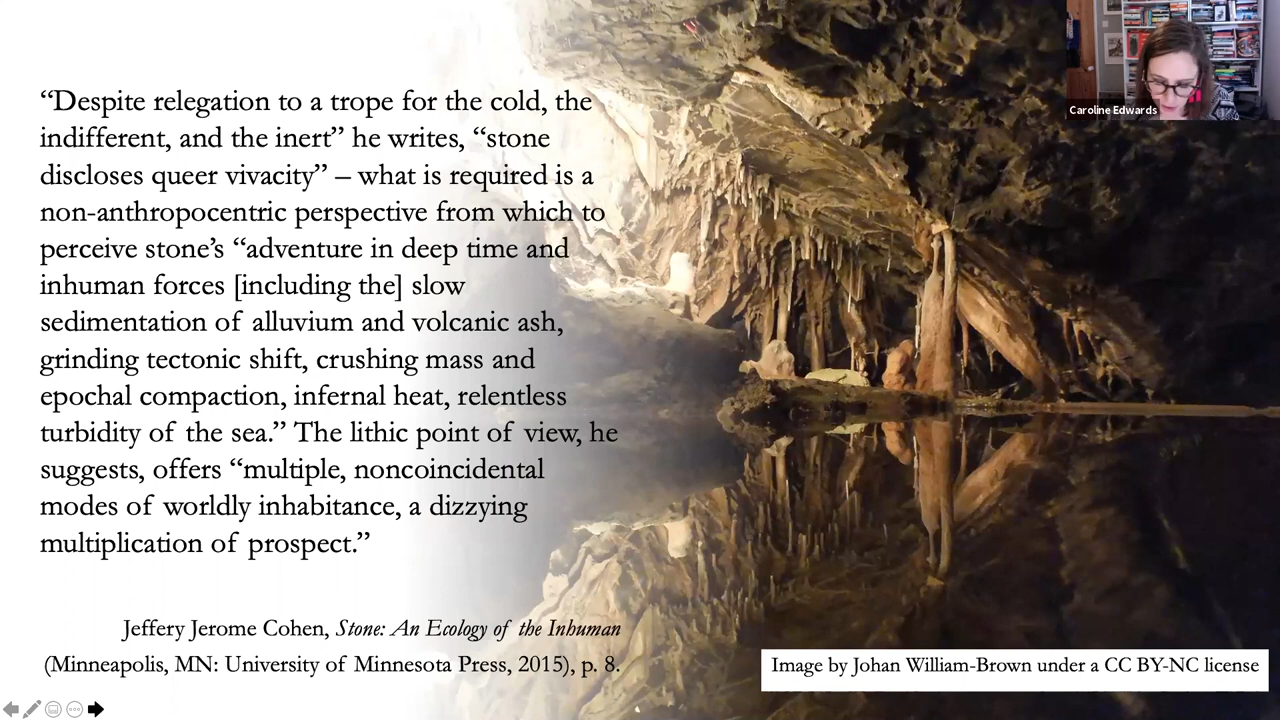 “Despite relegation to a trope for the cold, the
indifferent, and the inert” he writes, “stone
discloses queer vivacity” – what is required is a
non-anthropocentric perspective from which to
perceive stone’s “adventure in deep time and
inhuman forces [including the] slow
sedimentation of alluvium and volcanic ash,
grinding tectonic shift, crushing mass and
epochal compaction, infernal heat, relentless
turbidity of the sea.” The lithic point of view, he
suggests, offers “multiple, noncoincidental
modes of worldly inhabitance, a dizzying
multiplication of prospect.”
Jeffery Jerome Cohen, Stone: An Ecology of the Inhuman
(Minneapolis, MN: University of Minnesota Press, 2015), p. 8.
Caroline Edwards
Image by Johan William-Brown under a CC BY-NC license